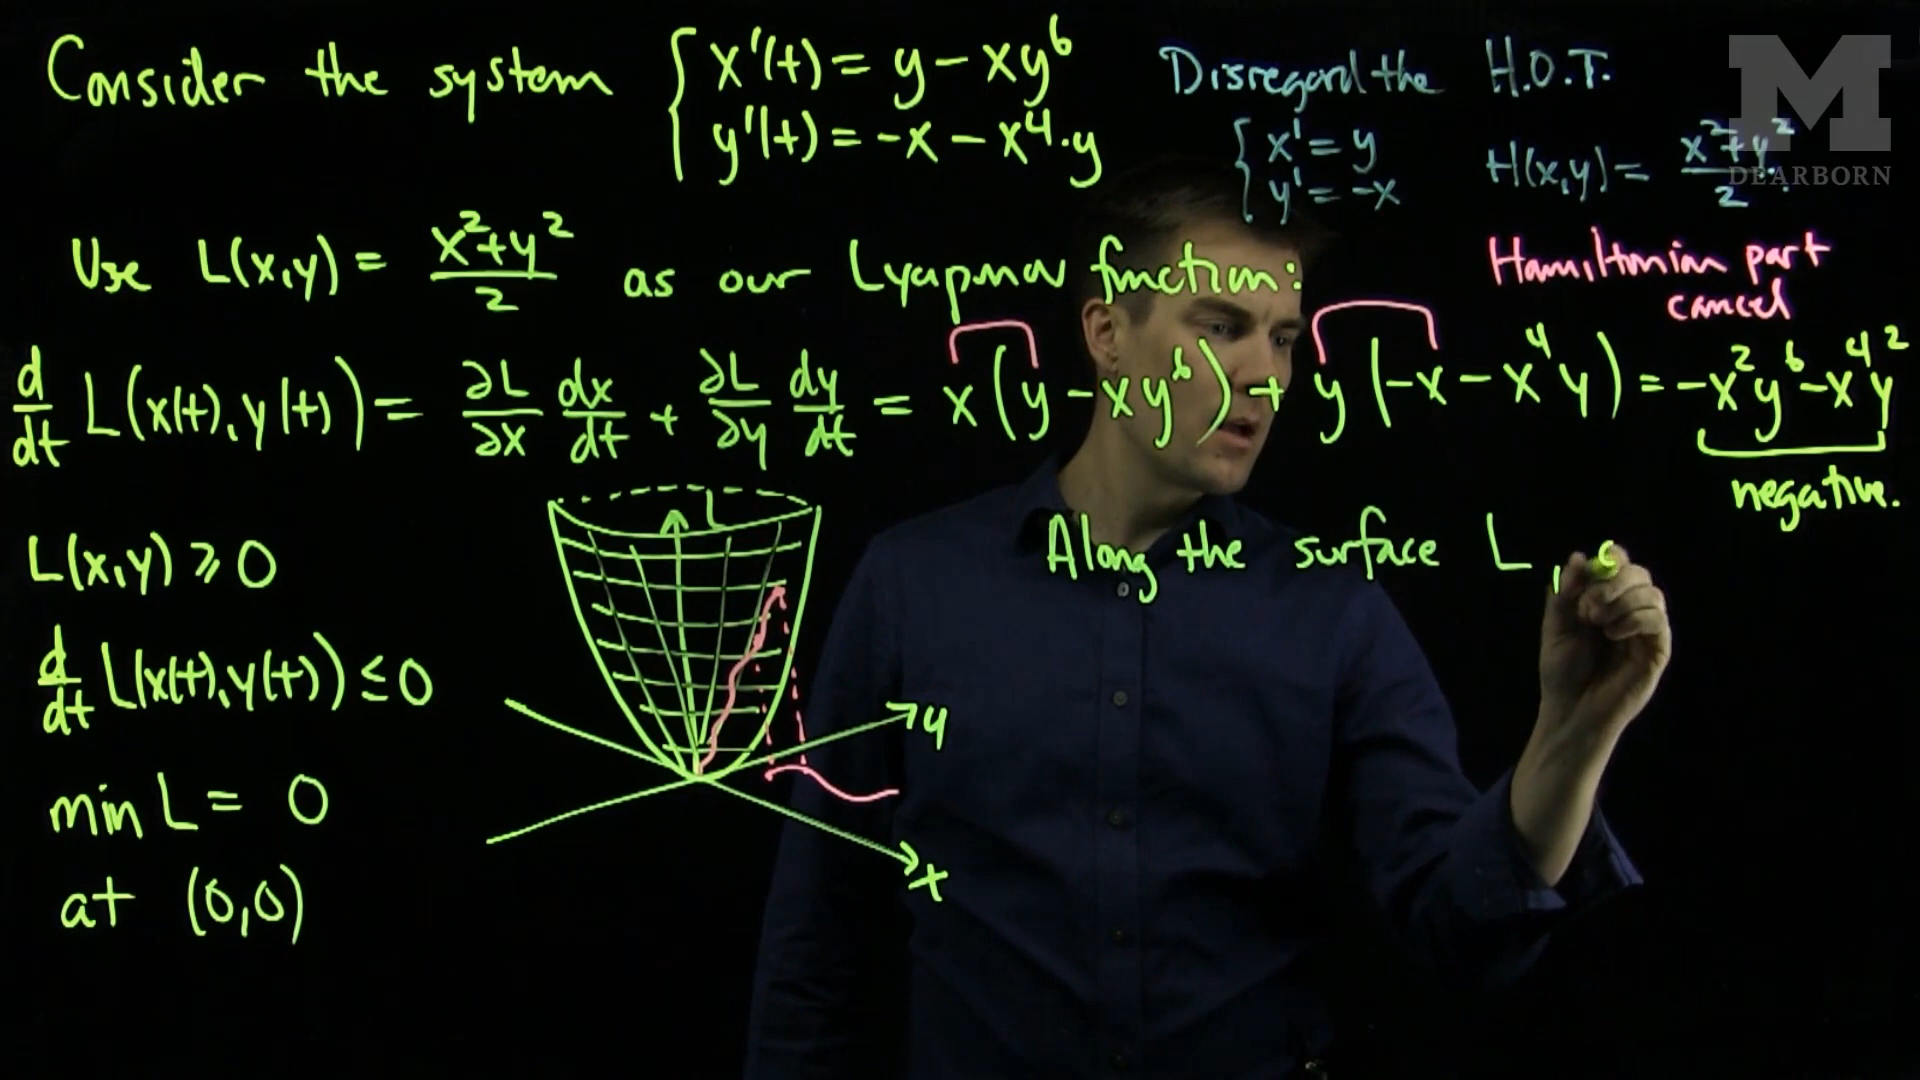 Consider the system { x'(t) = y - xy⁶
y'(t) = -x - x⁴·y
Disregard the H.O.T.
{ x' = y
y' = -x
H(x,y) = x²+y²/2.
M
DEARBORN
Use L(x,y) = x²+y²/2 as our Lyapunov function:
Hamiltonian part
cancel
d/dt L(x(t),y(t)) = ∂L/∂x dx/dt + ∂L/∂y dy/dt = x(y - xy⁶) + y(-x - x⁴y) = -x²y⁶ - x⁴y²
negative.
L(x,y) ≥ 0
d/dt L(x(t),y(t)) ≤ 0
min L = 0
at (0,0)
L
y
x
Along the surface L,